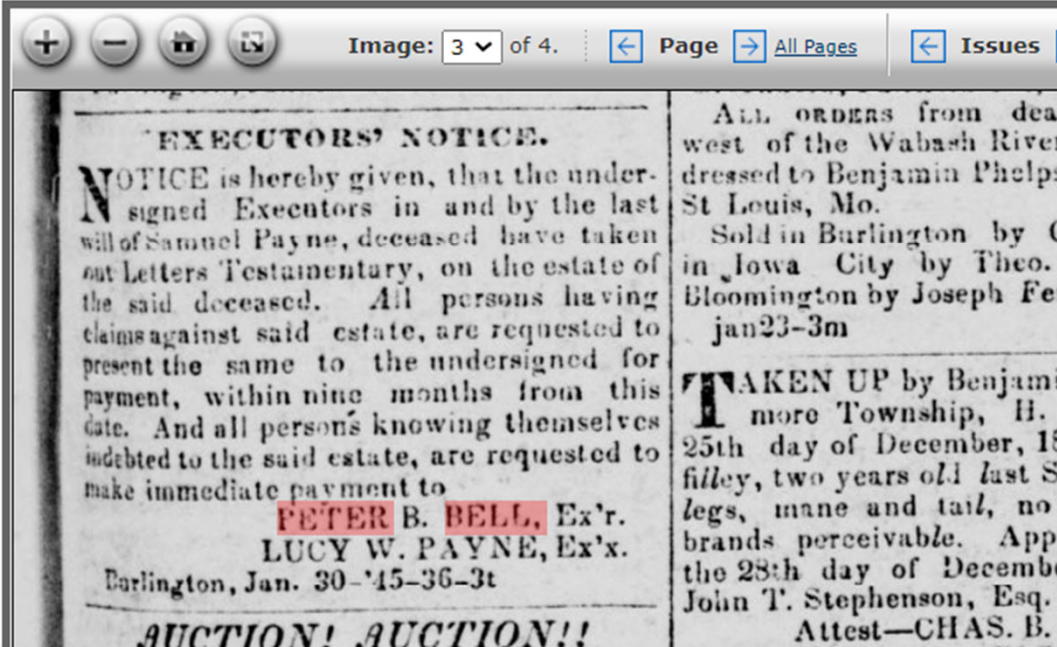 Image: 3 of 4.
Page
All Pages
Issues
EXECUTORS' NOTICE.
NOTICE is hereby given, that the under-
signed Executors in and by the last
will of Samuel Payne, deceased have taken
out Letters Testamentary, on the estate of
the said deceased. All persons having
claims against said estate, are requested to
present the same to the undersigned for
payment, within nine months from this
date. And all persons knowing themselves
indebted to the said estate, are requested to
make immediate payment to
PETER B. BELL, Ex'r.
LUCY W. PAYNE, Ex'x.
Burlington, Jan. 30-'45-36-3t
AUCTION! AUCTION!!
ALL ORDERS from dea
west of the Wabash Rive
dressed to Benjamin Phelps
St Louis, Mo.
Sold in Burlington by
in Iowa City by Theo.
Bloomington by Joseph Fe
jan23-3m
TAKEN UP by Benjami
more Township, H.
25th day of December, 18
filley, two years old last S
legs, mane and tail, no
brands perceivable. App
the 28th day of Decembe
John T. Stephenson, Esq.
Attest—CHAS. B.